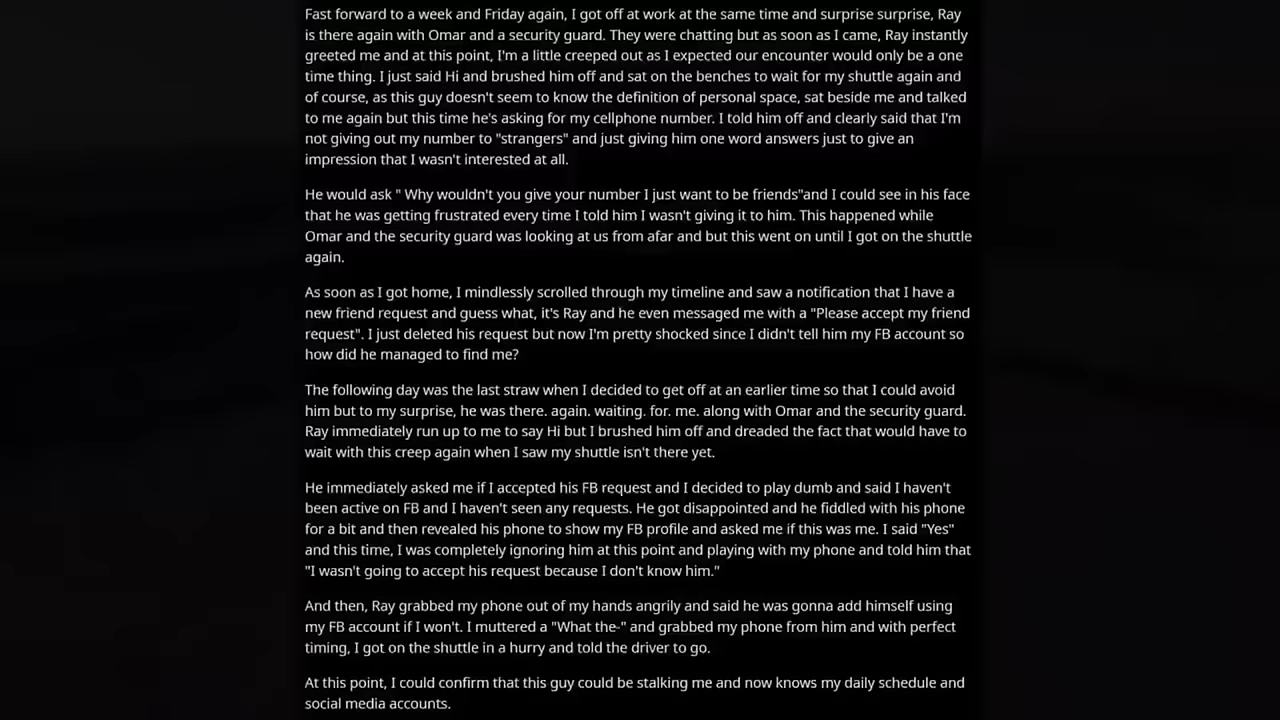 Fast forward to a week and Friday again, I got off at work at the same time and surprise surprise, Ray
is there again with Omar and a security guard. They were chatting but as soon as I came, Ray instantly
greeted me and at this point, I'm a little creeped out as I expected our encounter would only be a one
time thing. I just said Hi and brushed him off and sat on the benches to wait for my shuttle again and
of course, as this guy doesn't seem to know the definition of personal space, sat beside me and talked
to me again but this time he's asking for my cellphone number. I told him off and clearly said that I'm
not giving out my number to "strangers" and just giving him one word answers just to give an
impression that I wasn't interested at all.
He would ask " Why wouldn't you give your number I just want to be friends"and I could see in his face
that he was getting frustrated every time I told him I wasn't giving it to him. This happened while
Omar and the security guard was looking at us from afar and but this went on until I got on the shuttle
again.
As soon as I got home, I mindlessly scrolled through my timeline and saw a notification that I have a
new friend request and guess what, it's Ray and he even messaged me with a "Please accept my friend
request". I just deleted his request but now I'm pretty shocked since I didn't tell him my FB account so
how did he managed to find me?
The following day was the last straw when I decided to get off at an earlier time so that I could avoid
him but to my surprise, he was there. again. waiting. for. me. along with Omar and the security guard.
Ray immediately run up to me to say Hi but I brushed him off and dreaded the fact that would have to
wait with this creep again when I saw my shuttle isn't there yet.
He immediately asked me if I accepted his FB request and I decided to play dumb and said I haven't
been active on FB and I haven't seen any requests. He got disappointed and he fiddled with his phone
for a bit and then revealed his phone to show my FB profile and asked me if this was me. I said "Yes"
and this time, I was completely ignoring him at this point and playing with my phone and told him that
"I wasn't going to accept his request because I don't know him."
And then, Ray grabbed my phone out of my hands angrily and said he was gonna add himself using
my FB account if I won't. I muttered a "What the-" and grabbed my phone from him and with perfect
timing, I got on the shuttle in a hurry and told the driver to go.
At this point, I could confirm that this guy could be stalking me and now knows my daily schedule and
social media accounts.